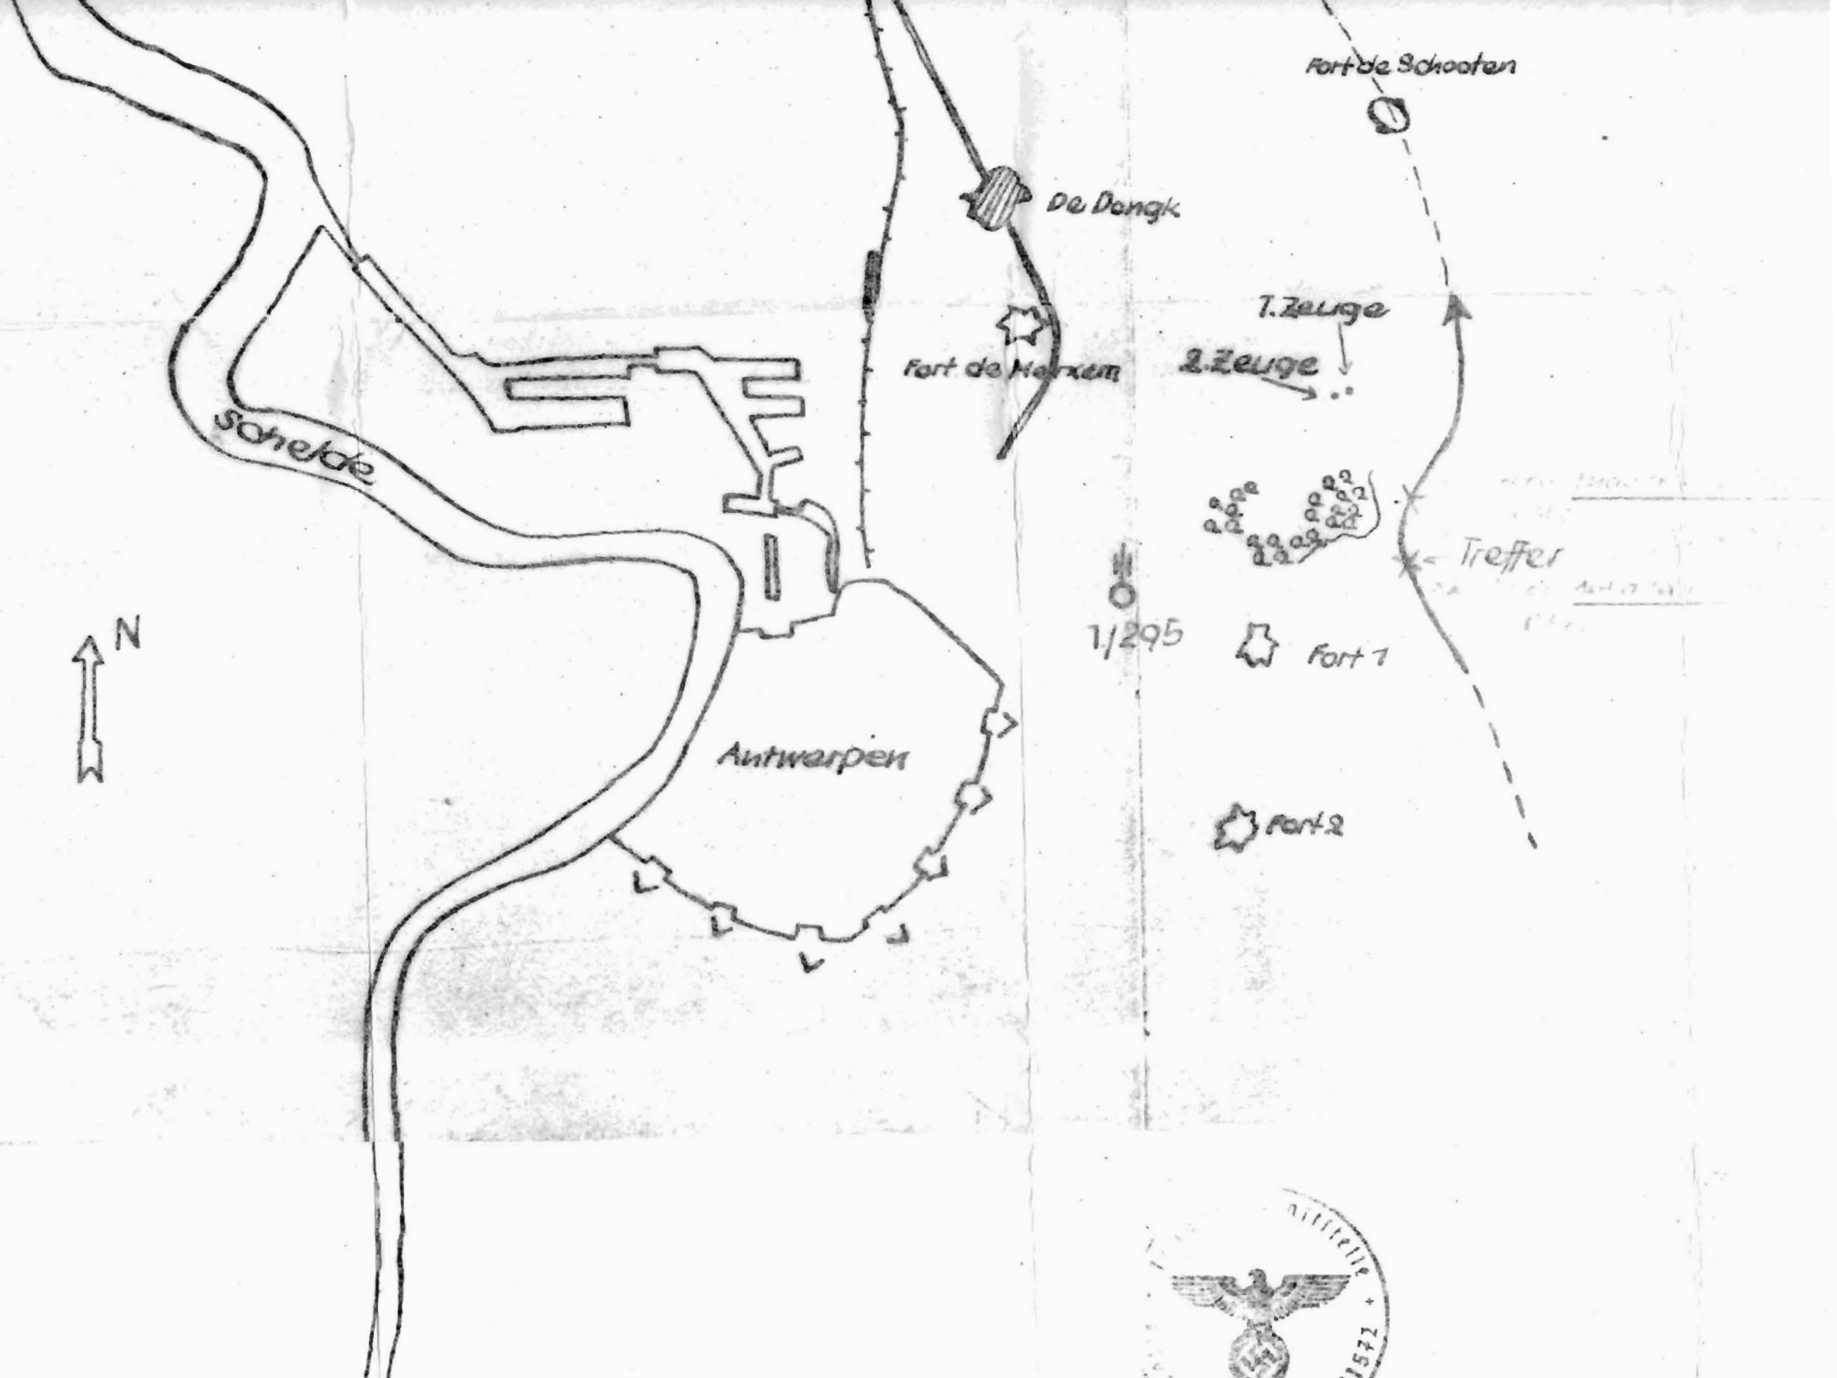 Fort de Schooten
De Dongk
1. Zeuge
2. Zeuge
Fort de Merxem
Schelde
Treffer
N
1./295
Fort 1
Antwerpen
Fort 2